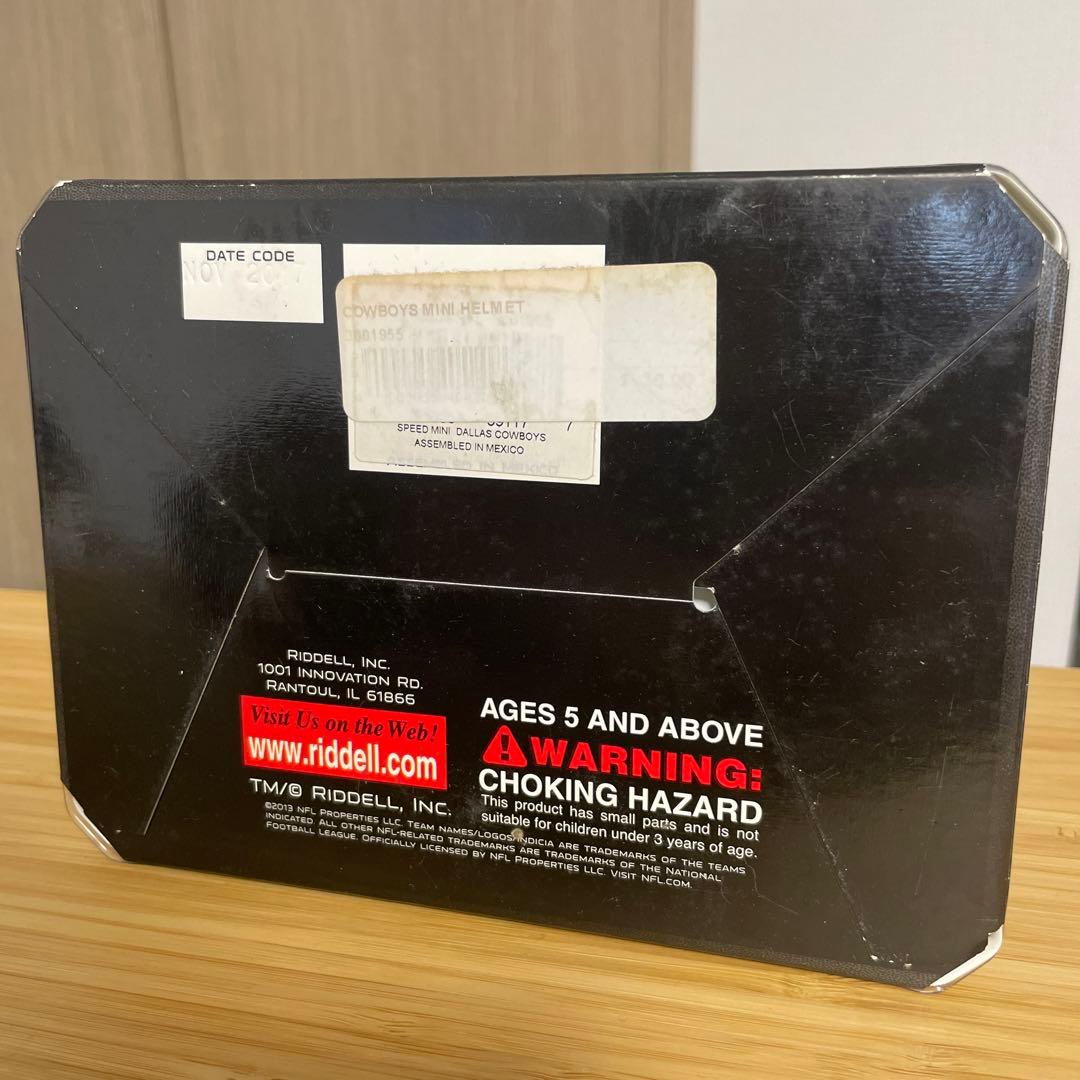 DATE CODE
NOV 20 7
COWBOYS MINI HELMET
SPEED MINI DALLAS COWBOYS
ASSEMBLED IN MEXICO
ASSEMBLED IN MEXICO
RIDDELL, INC.
1001 INNOVATION RD.
RANTOUL, IL 61866
Visit Us on the Web!
www.riddell.com
TM/© RIDDELL, INC.
AGES 5 AND ABOVE
WARNING:
CHOKING HAZARD
This product has small parts and is not
suitable for children under 3 years of age.
©2013 NFL PROPERTIES LLC. TEAM NAMES/LOGOS/INDICIA ARE TRADEMARKS OF THE TEAMS
INDICATED. ALL OTHER NFL-RELATED TRADEMARKS ARE TRADEMARKS OF THE NATIONAL
FOOTBALL LEAGUE. OFFICIALLY LICENSED BY NFL PROPERTIES LLC. VISIT NFL.COM.